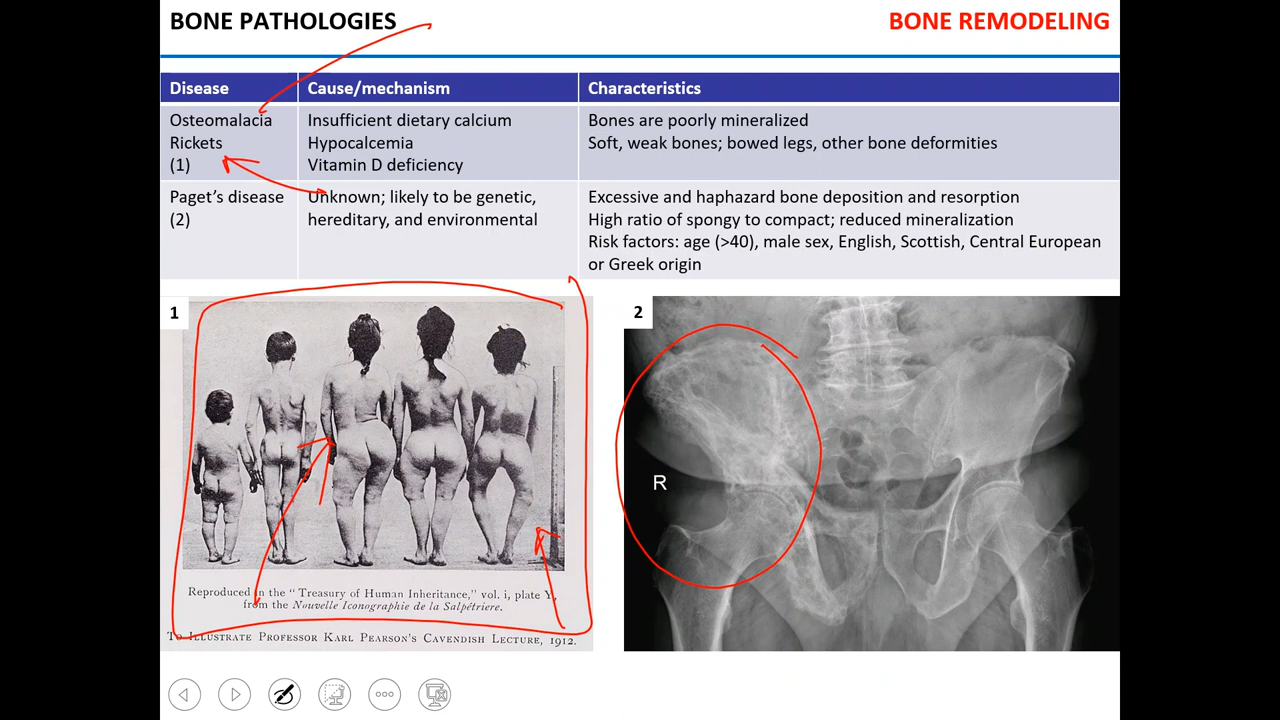 BONE PATHOLOGIES
BONE REMODELING
Disease
Cause/mechanism
Characteristics
Osteomalacia
Rickets
(1)
Insufficient dietary calcium
Hypocalcemia
Vitamin D deficiency
Bones are poorly mineralized
Soft, weak bones; bowed legs, other bone deformities
Paget's disease
(2)
Unknown; likely to be genetic,
hereditary, and environmental
Excessive and haphazard bone deposition and resorption
High ratio of spongy to compact; reduced mineralization
Risk factors: age (>40), male sex, English, Scottish, Central European
or Greek origin
1
Reproduced in the "Treasury of Human Inheritance," vol. i, plate Y,
from the Nouvelle Iconographie de la Salpétriere.
To Illustrate Professor Karl Pearson's Cavendish Lecture, 1912.
2
R